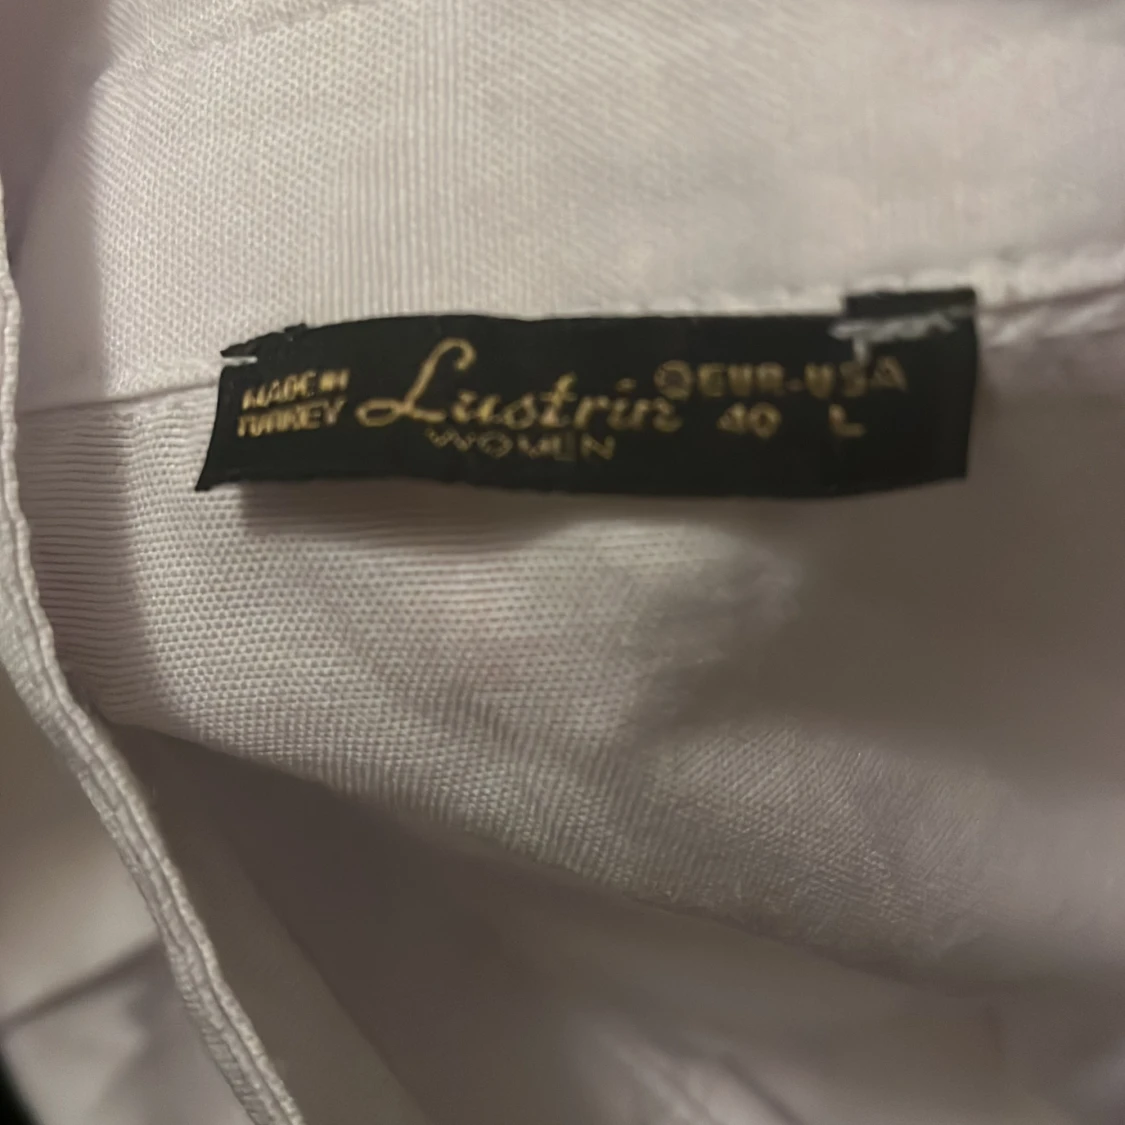 MADE IN
TURKEY
Lustrin
WOMEN
EUR-USA
40 L